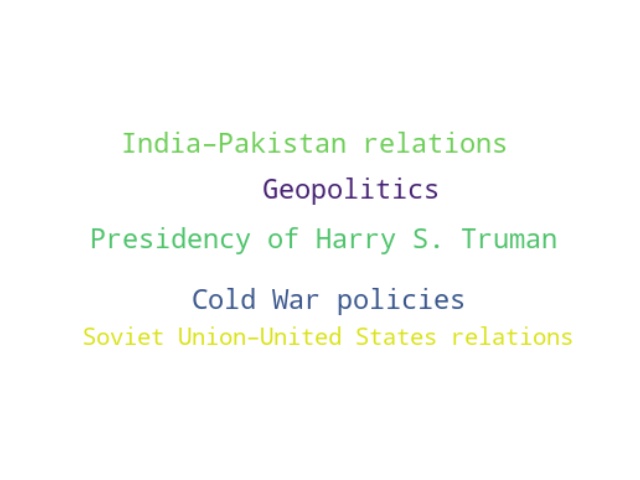 India–Pakistan relations
Geopolitics
Presidency of Harry S. Truman
Cold War policies
Soviet Union–United States relations